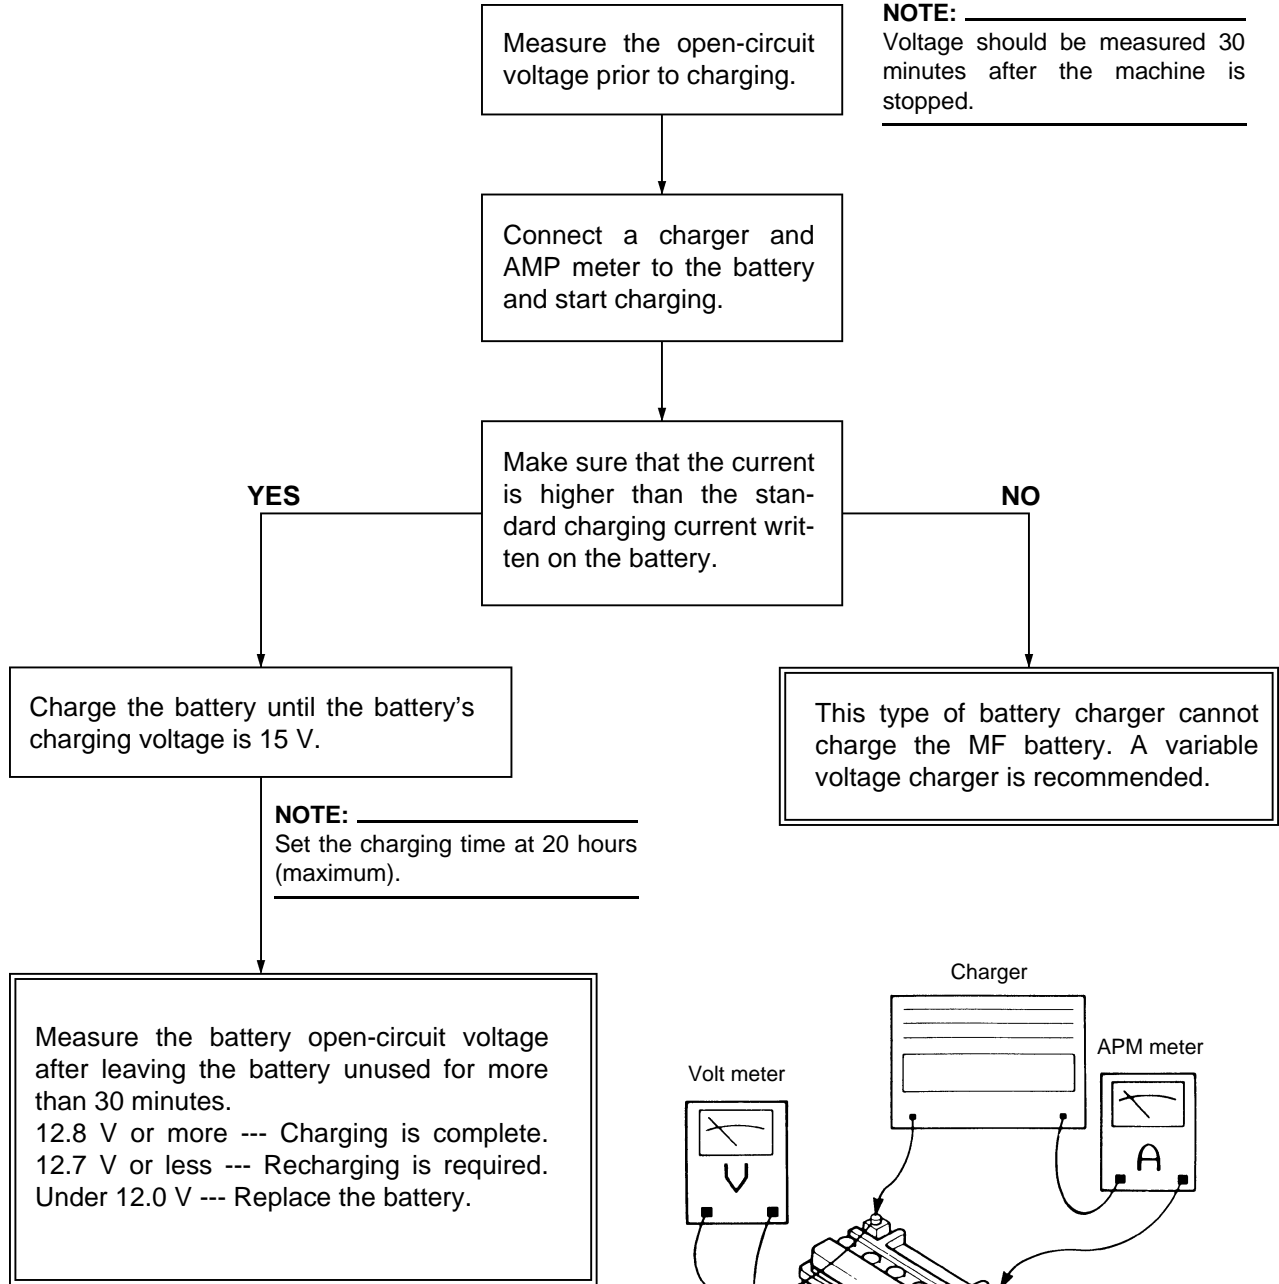 Measure the open-circuit
voltage prior to charging.
NOTE:
Voltage should be measured 30
minutes after the machine is
stopped.
Connect a charger and
AMP meter to the battery
and start charging.
Make sure that the current
is higher than the stan-
dard charging current writ-
ten on the battery.
YES
NO
Charge the battery until the battery's
charging voltage is 15 V.
This type of battery charger cannot
charge the MF battery. A variable
voltage charger is recommended.
NOTE:
Set the charging time at 20 hours
(maximum).
Measure the battery open-circuit voltage
after leaving the battery unused for more
than 30 minutes.
12.8 V or more --- Charging is complete.
12.7 V or less --- Recharging is required.
Under 12.0 V --- Replace the battery.
Charger
APM meter
Volt meter
V
A